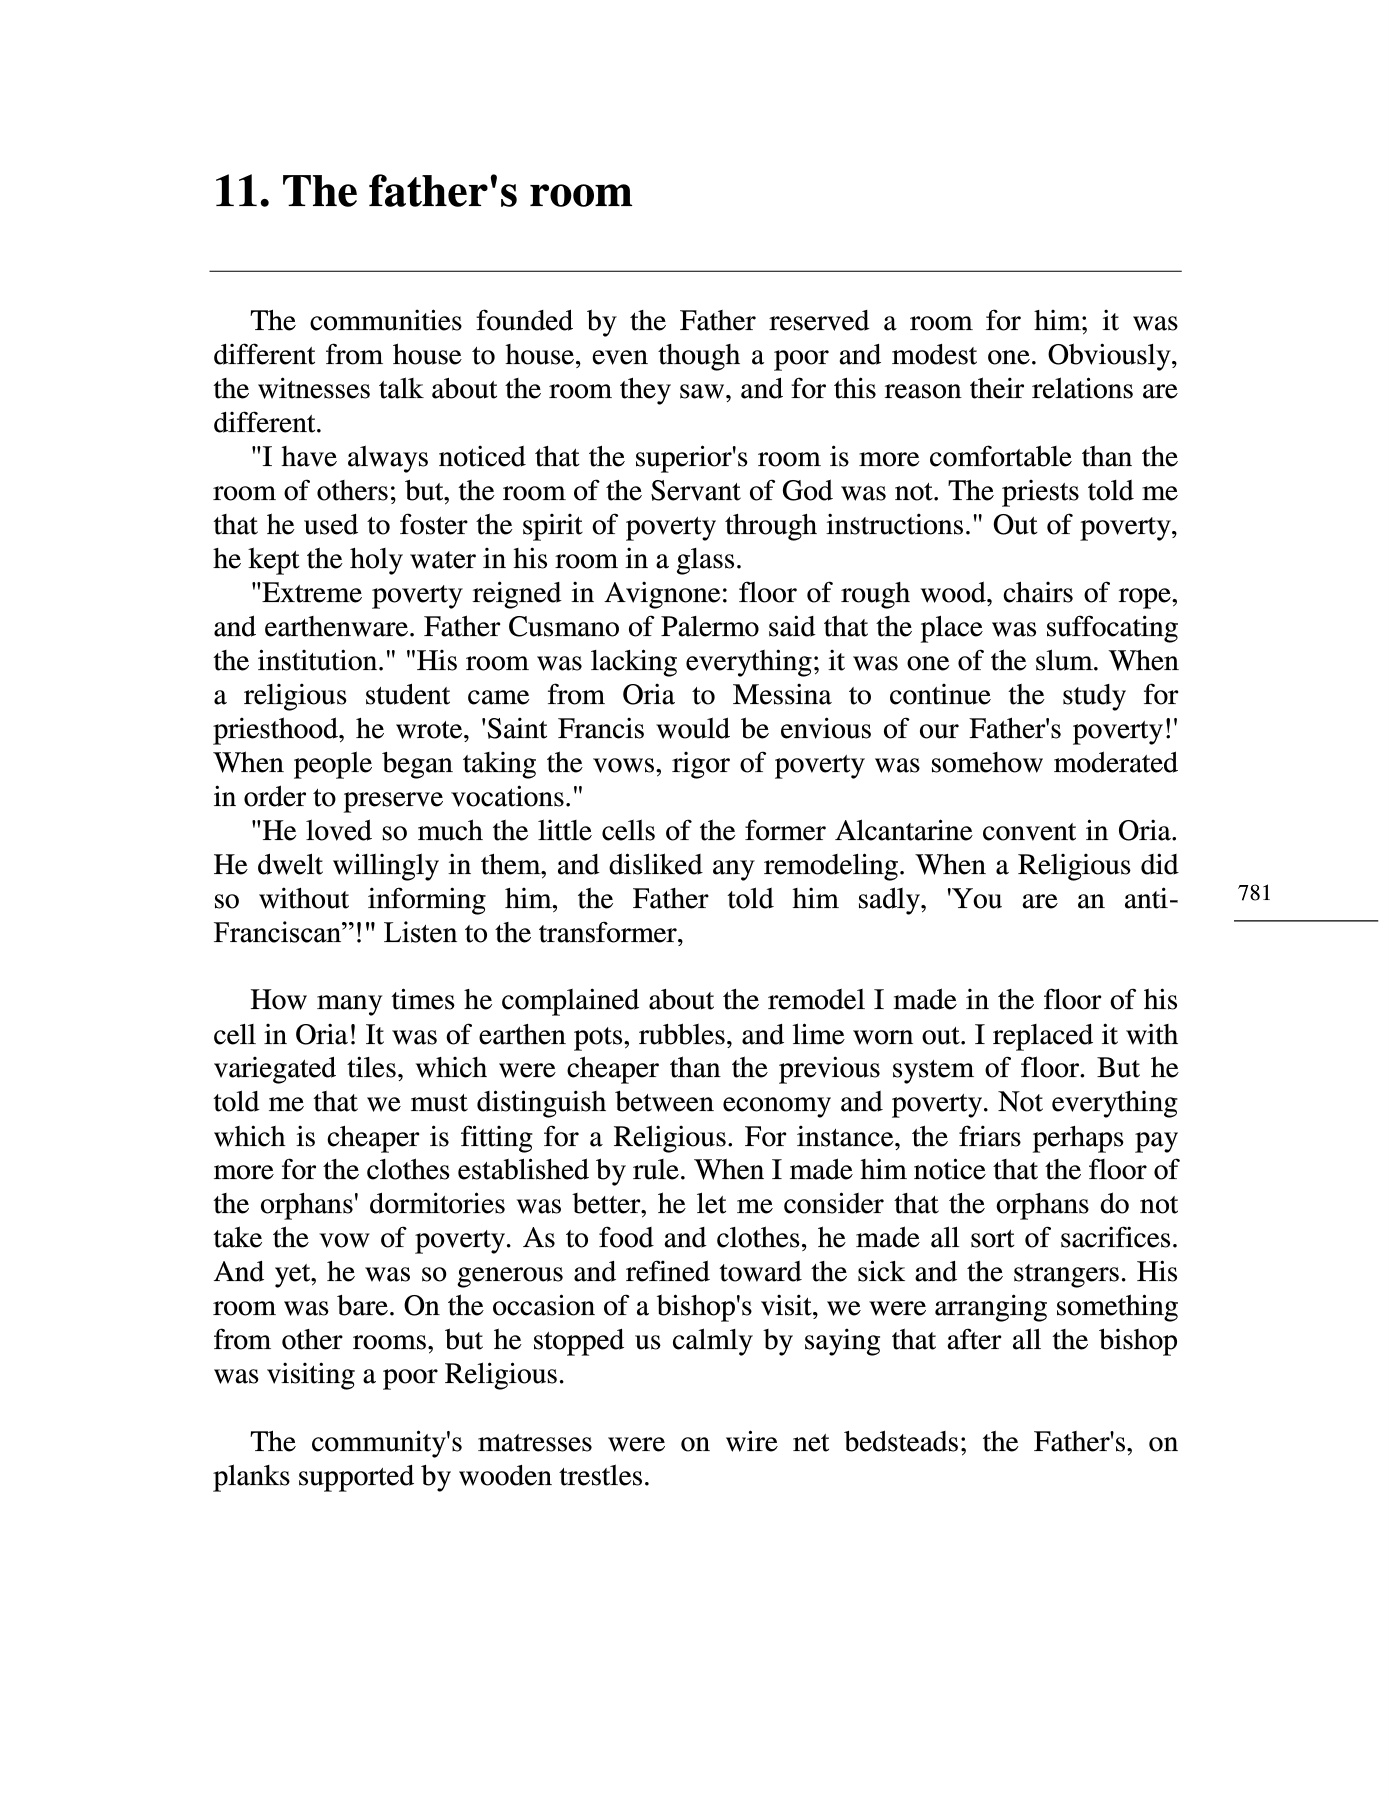 11. The father's room
The communities founded by the Father reserved a room for him; it was
different from house to house, even though a poor and modest one. Obviously,
the witnesses talk about the room they saw, and for this reason their relations are
different.
"I have always noticed that the superior's room is more comfortable than the
room of others; but, the room of the Servant of God was not. The priests told me
that he used to foster the spirit of poverty through instructions." Out of poverty,
he kept the holy water in his room in a glass.
"Extreme poverty reigned in Avignone: floor of rough wood, chairs of rope,
and earthenware. Father Cusmano of Palermo said that the place was suffocating
the institution." "His room was lacking everything; it was one of the slum. When
a religious student came from Oria to Messina to continue the study for
priesthood, he wrote, 'Saint Francis would be envious of our Father's poverty!'
When people began taking the vows, rigor of poverty was somehow moderated
in order to preserve vocations."
"He loved so much the little cells of the former Alcantarine convent in Oria.
He dwelt willingly in them, and disliked any remodeling. When a Religious did
so without informing him, the Father told him sadly, 'You are an anti-
Franciscan”!" Listen to the transformer,
781
How many times he complained about the remodel I made in the floor of his
cell in Oria! It was of earthen pots, rubbles, and lime worn out. I replaced it with
variegated tiles, which were cheaper than the previous system of floor. But he
told me that we must distinguish between economy and poverty. Not everything
which is cheaper is fitting for a Religious. For instance, the friars perhaps pay
more for the clothes established by rule. When I made him notice that the floor of
the orphans' dormitories was better, he let me consider that the orphans do not
take the vow of poverty. As to food and clothes, he made all sort of sacrifices.
And yet, he was so generous and refined toward the sick and the strangers. His
room was bare. On the occasion of a bishop's visit, we were arranging something
from other rooms, but he stopped us calmly by saying that after all the bishop
was visiting a poor Religious.
The community's matresses were on wire net bedsteads; the Father's, on
planks supported by wooden trestles.